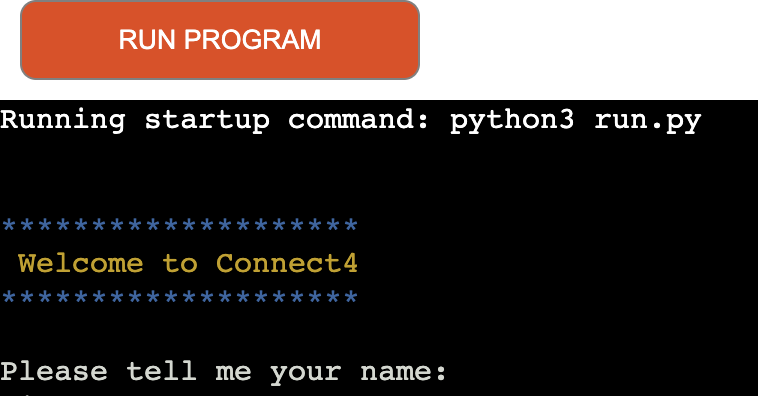 RUN PROGRAM
Running startup command: python3 run.py
********************
Welcome to Connect4
********************
Please tell me your name: